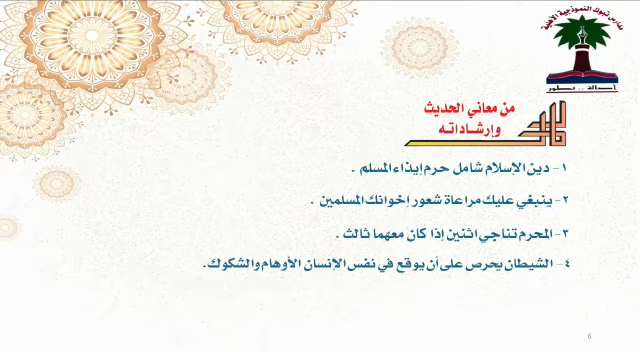 مدارس تبوك النموذجية الأهلية
أصالة .. تطور
من معاني الحديث
وإرشاداته
١- دين الإسلام شامل حرم إيذاء المسلم .
٢- ينبغي عليك مراعاة شعور إخوانك المسلمين .
٣- المحرم تناجي اثنين إذا كان معهما ثالث .
٤- الشيطان يحرص على أن يوقع في نفس الإنسان الأوهام والشكوك.
6